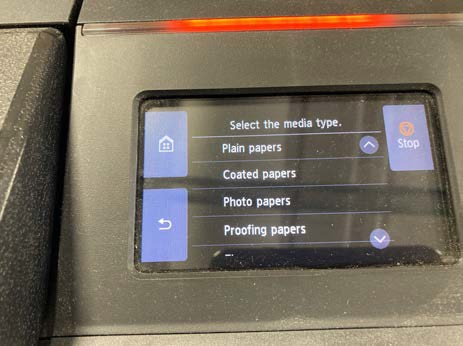 Select the media type.
Plain papers
Stop
Coated papers
Photo papers
Proofing papers